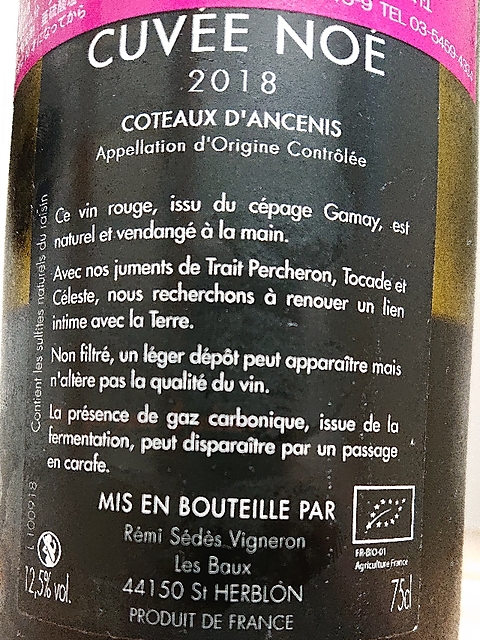 TEL 03-5459-4334
CUVÉE NOÉ
2018
COTEAUX D'ANCENIS
Appellation d'Origine Contrôlée
Ce vin rouge, issu du cépage Gamay, est
naturel et vendangé à la main.
Avec nos juments de Trait Percheron, Tocade et
Céleste, nous recherchons à renouer un lien
intime avec la Terre.
Non filtré, un léger dépôt peut apparaître mais
n'altère pas la qualité du vin.
La présence de gaz carbonique, issue de la
fermentation, peut disparaître par un passage
en carafe.
Contient les sulfites naturels du raisin
L100918
MIS EN BOUTEILLE PAR
Rémi Sédès Vigneron
Les Baux
44150 St HERBLON
PRODUIT DE FRANCE
12,5% vol.
FR-BIO-01
Agriculture France
75cl